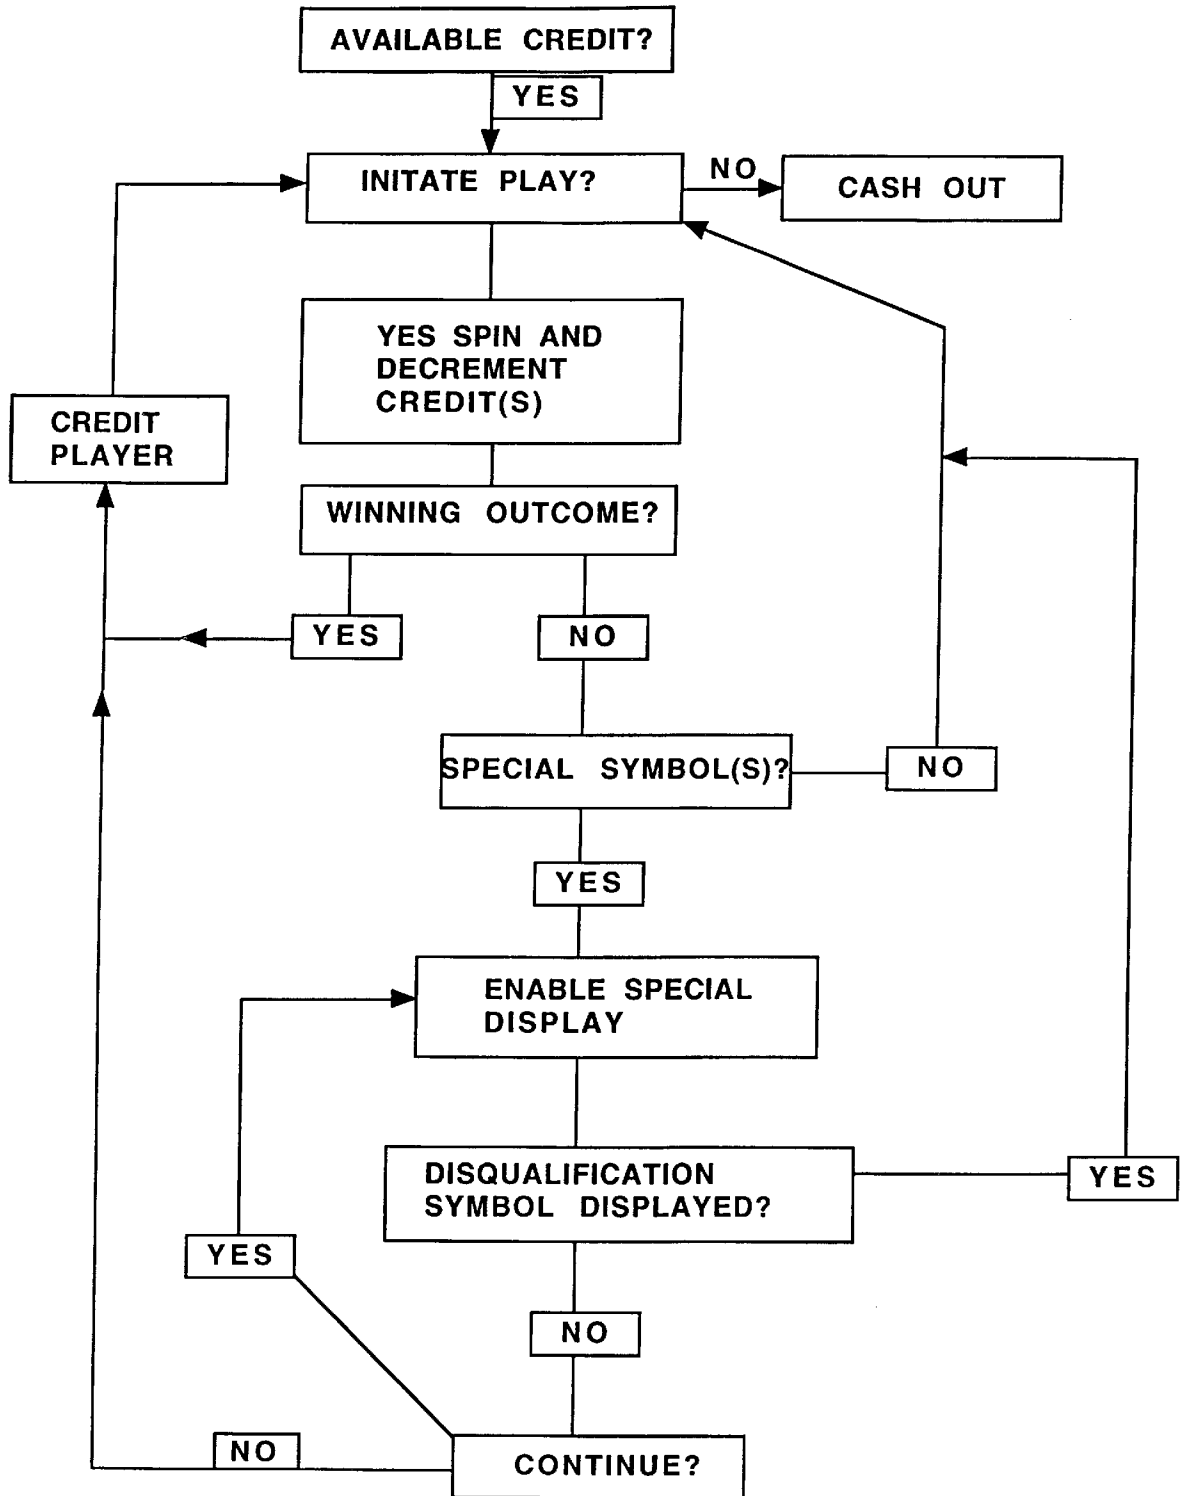 AVAILABLE CREDIT?
YES
INITATE PLAY?
NO
CASH OUT
YES SPIN AND
DECREMENT
CREDIT(S)
CREDIT
PLAYER
WINNING OUTCOME?
YES
NO
SPECIAL SYMBOL(S)?
NO
YES
ENABLE SPECIAL
DISPLAY
DISQUALIFICATION
SYMBOL DISPLAYED?
YES
YES
NO
NO
CONTINUE?